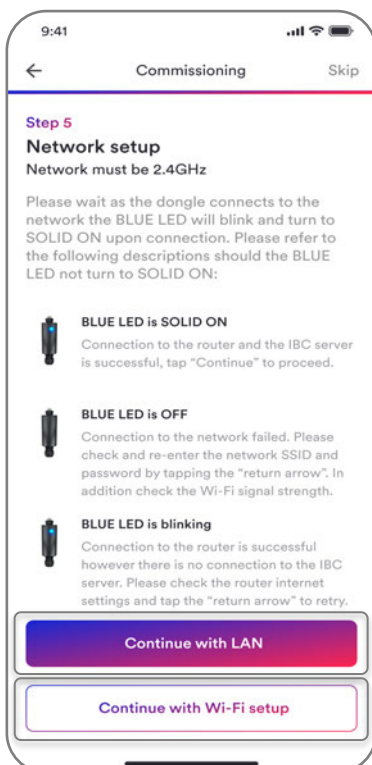 9:41
Commissioning
Skip
Step 5
Network setup
Network must be 2.4GHz
Please wait as the dongle connects to the
network the BLUE LED will blink and turn to
SOLID ON upon connection. Please refer to
the following descriptions should the BLUE
LED not turn to SOLID ON:
BLUE LED is SOLID ON
Connection to the router and the IBC server
is successful, tap “Continue” to proceed.
BLUE LED is OFF
Connection to the network failed. Please
check and re-enter the network SSID and
password by tapping the “return arrow”. In
addition check the Wi-Fi signal strength.
BLUE LED is blinking
Connection to the router is successful
however there is no connection to the IBC
server. Please check the router internet
settings and tap the “return arrow” to retry.
Continue with LAN
Continue with Wi-Fi setup